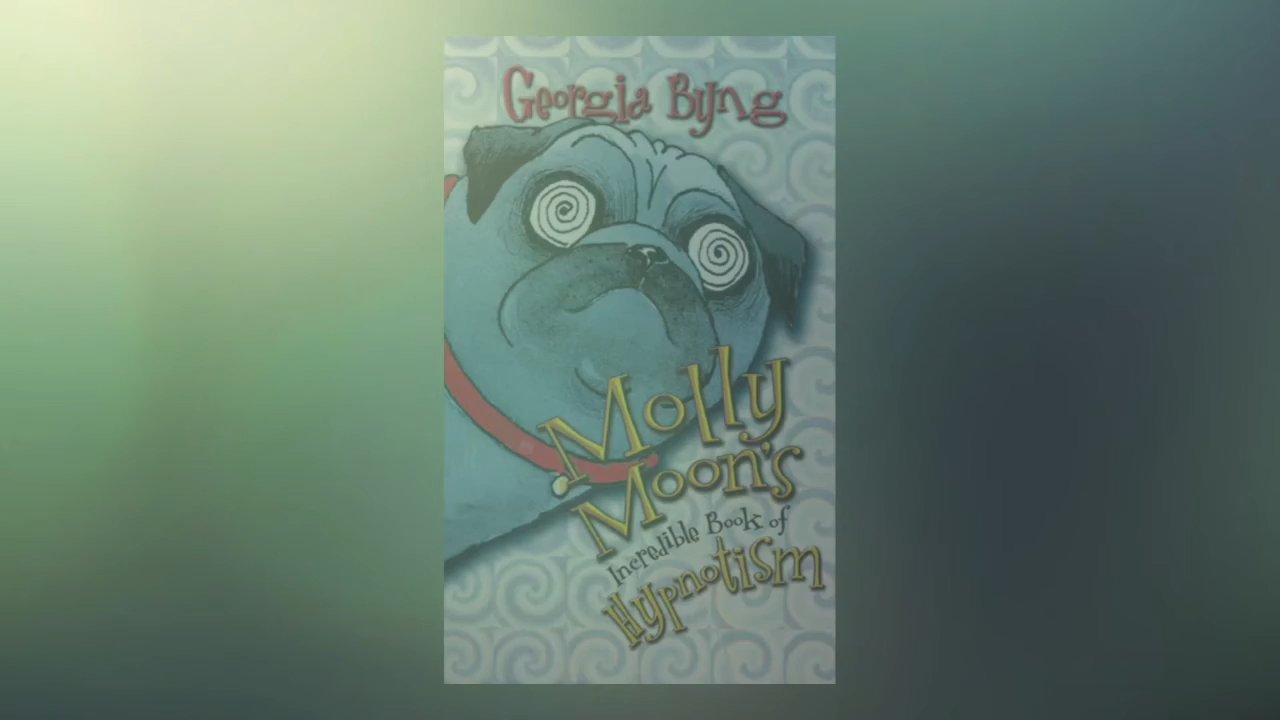 Georgia Byng
Molly
Moon's
Incredible Book of
Hypnotism